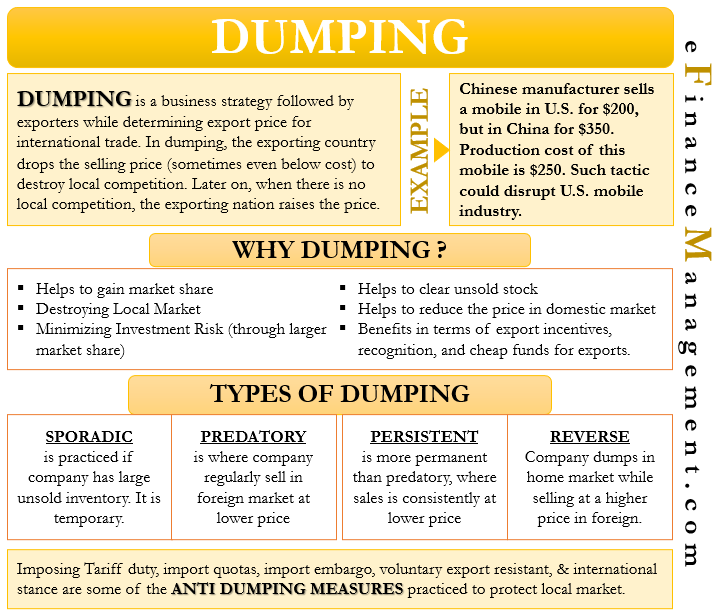 DUMPING
DUMPING is a business strategy followed by
exporters while determining export price for
international trade. In dumping, the exporting country
drops the selling price (sometimes even below cost) to
destroy local competition. Later on, when there is no
local competition, the exporting nation raises the price.
EXAMPLE
Chinese manufacturer sells
a mobile in U.S. for $200,
but in China for $350.
Production cost of this
mobile is $250. Such tactic
could disrupt U.S. mobile
industry.
WHY DUMPING ?
▪ Helps to gain market share
▪ Destroying Local Market
▪ Minimizing Investment Risk (through larger
market share)
▪ Helps to clear unsold stock
▪ Helps to reduce the price in domestic market
▪ Benefits in terms of export incentives,
recognition, and cheap funds for exports.
TYPES OF DUMPING
SPORADIC
is practiced if
company has large
unsold inventory. It is
temporary.
PREDATORY
is where company
regularly sell in
foreign market at
lower price
PERSISTENT
is more permanent
than predatory, where
sales is consistently at
lower price
REVERSE
Company dumps in
home market while
selling at a higher
price in foreign.
Imposing Tariff duty, import quotas, import embargo, voluntary export resistant, & international
stance are some of the ANTI DUMPING MEASURES practiced to protect local market.
eFinanceManagement.com